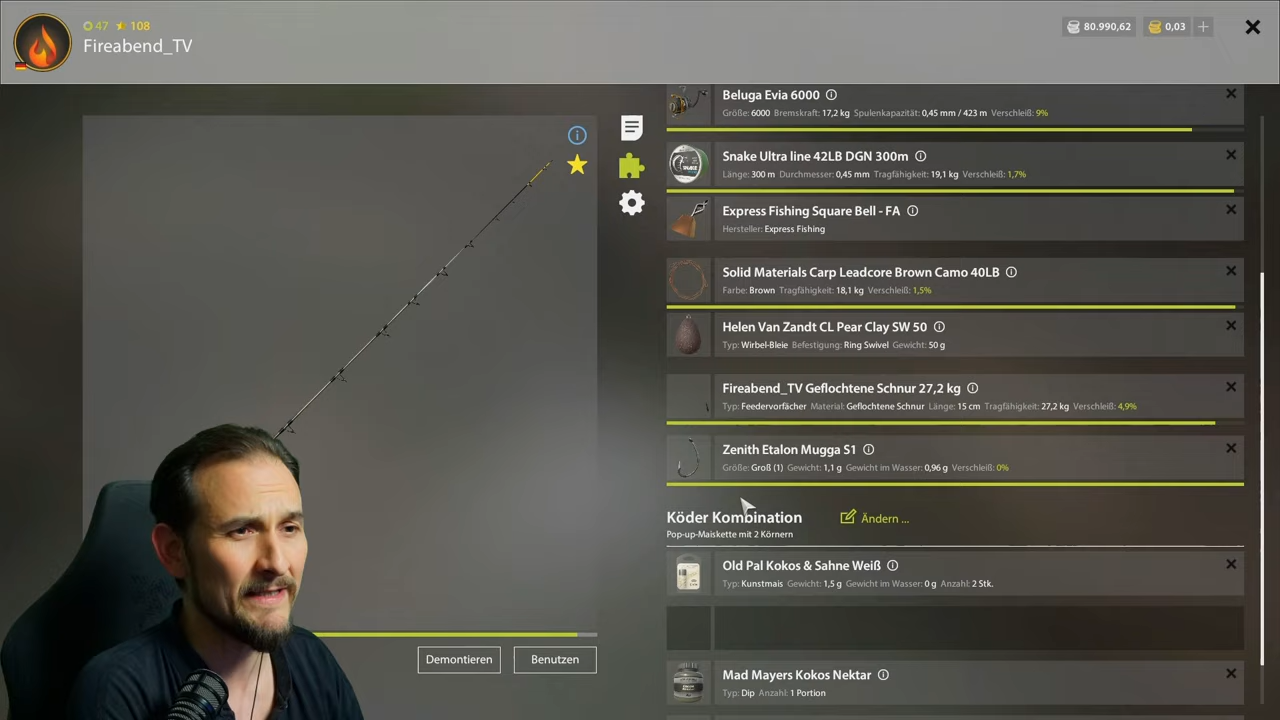 47 108
Fireabend_TV
80.990,62
0,03
Beluga Evia 6000
Größe: 6000 Bremskraft: 17,2 kg Spulenkapazität: 0,45 mm / 423 m Verschleiß: 9%
Snake Ultra line 42LB DGN 300m
Länge: 300 m Durchmesser: 0,45 mm Tragfähigkeit: 19,1 kg Verschleiß: 1,7%
Express Fishing Square Bell - FA
Hersteller: Express Fishing
Solid Materials Carp Leadcore Brown Camo 40LB
Farbe: Brown Tragfähigkeit: 18,1 kg Verschleiß: 1,5%
Helen Van Zandt CL Pear Clay SW 50
Typ: Wirbel-Bleie Befestigung: Ring Swivel Gewicht: 50 g
Fireabend_TV Geflochtene Schnur 27,2 kg
Typ: Feedervorfächer Material: Geflochtene Schnur Länge: 15 cm Tragfähigkeit: 27,2 kg Verschleiß: 4,9%
Zenith Etalon Mugga S1
Größe: Groß (1) Gewicht: 1,1 g Gewicht im Wasser: 0,96 g Verschleiß: 0%
Köder Kombination
Ändern ...
Pop-up-Maiskette mit 2 Körnern
Old Pal Kokos & Sahne Weiß
Typ: Kunstmais Gewicht: 1,5 g Gewicht im Wasser: 0 g Anzahl: 2 Stk.
Mad Mayers Kokos Nektar
Typ: Dip Anzahl: 1 Portion
Demontieren
Benutzen